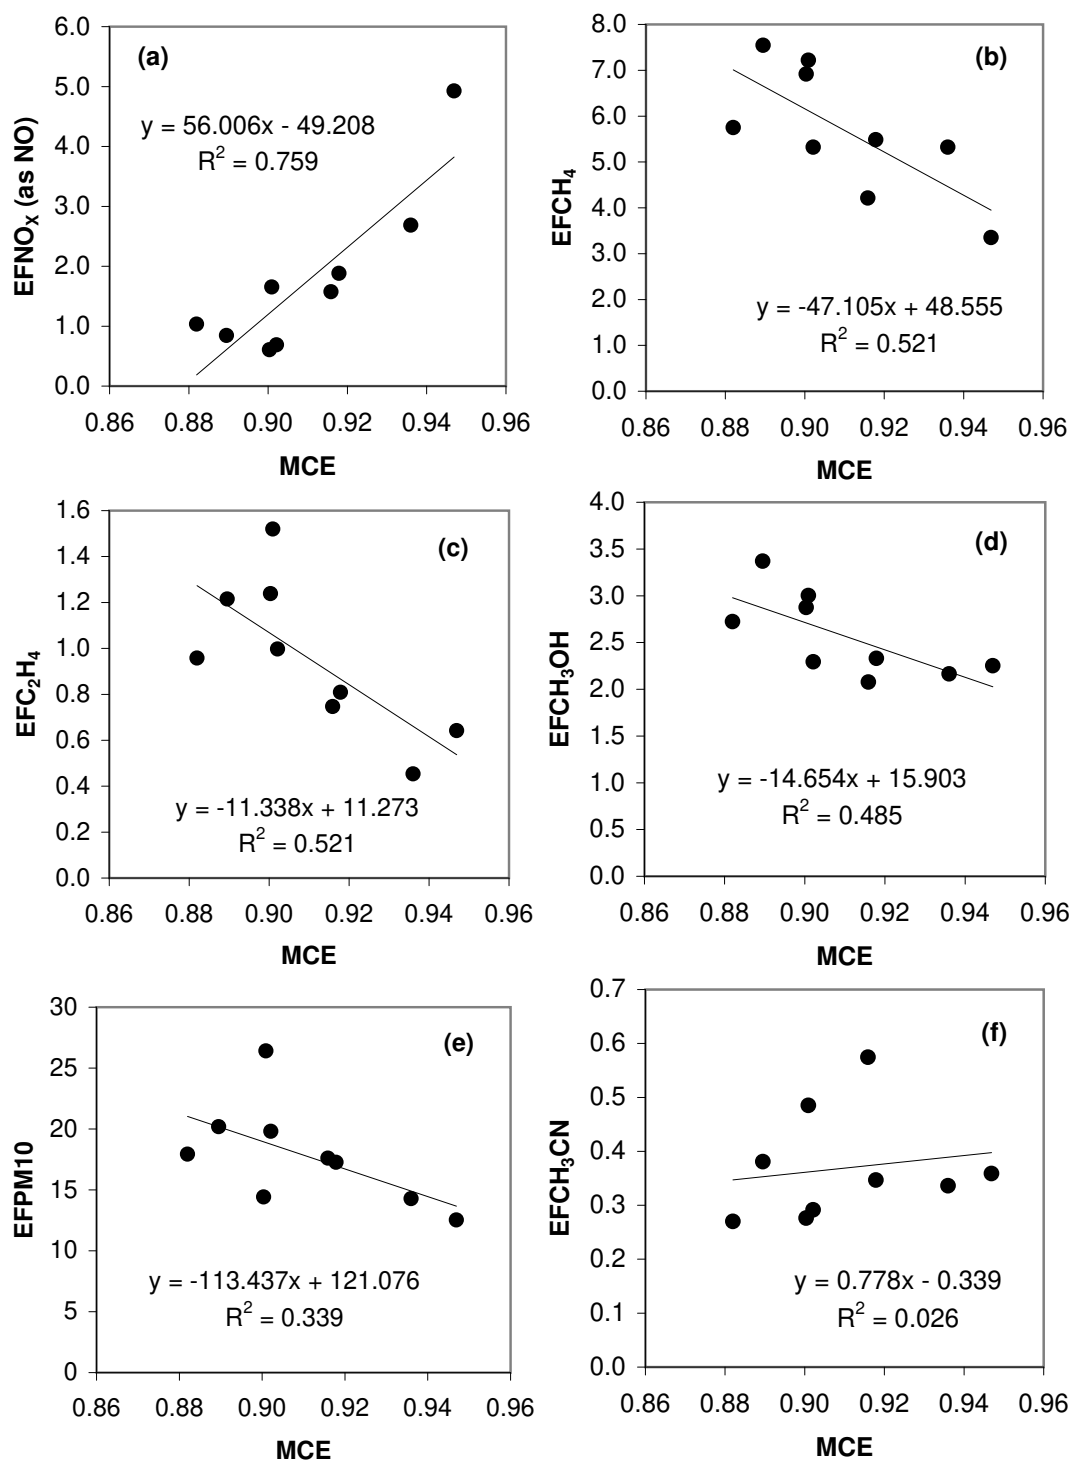 (a)
EFNOX (as NO)
6.0
5.0
4.0
3.0
2.0
1.0
0.0
y = 56.006x - 49.208
R2 = 0.759
0.86 0.88 0.90 0.92 0.94 0.96
MCE
(b)
EFCH4
8.0
7.0
6.0
5.0
4.0
3.0
2.0
1.0
0.0
y = -47.105x + 48.555
R2 = 0.521
0.86 0.88 0.90 0.92 0.94 0.96
MCE
(c)
EFC2H4
1.6
1.4
1.2
1.0
0.8
0.6
0.4
0.2
0.0
y = -11.338x + 11.273
R2 = 0.521
0.86 0.88 0.90 0.92 0.94 0.96
MCE
(d)
EFCH3OH
4.0
3.5
3.0
2.5
2.0
1.5
1.0
0.5
0.0
y = -14.654x + 15.903
R2 = 0.485
0.86 0.88 0.90 0.92 0.94 0.96
MCE
(e)
EFPM10
30
25
20
15
10
5
0
y = -113.437x + 121.076
R2 = 0.339
0.86 0.88 0.90 0.92 0.94 0.96
MCE
(f)
EFCH3CN
0.7
0.6
0.5
0.4
0.3
0.2
0.1
0.0
y = 0.778x - 0.339
R2 = 0.026
0.86 0.88 0.90 0.92 0.94 0.96
MCE